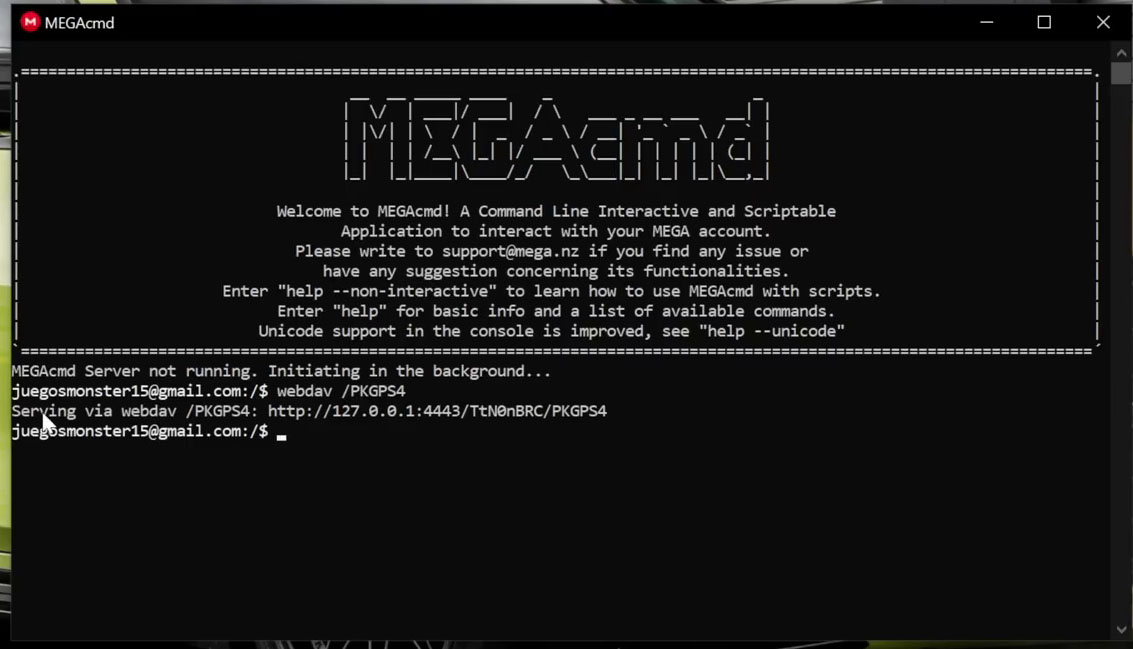 MEGAcmd
MEGAcmd
Welcome to MEGAcmd! A Command Line Interactive and Scriptable
Application to interact with your MEGA account.
Please write to support@mega.nz if you find any issue or
have any suggestion concerning its functionalities.
Enter "help --non-interactive" to learn how to use MEGAcmd with scripts.
Enter "help" for basic info and a list of available commands.
Unicode support in the console is improved, see "help --unicode"
MEGAcmd Server not running. Initiating in the background...
juegosmonster15@gmail.com:/$ webdav /PKGPS4
Serving via webdav /PKGPS4: http://127.0.0.1:4443/TtN0nBRC/PKGPS4
juegosmonster15@gmail.com:/$